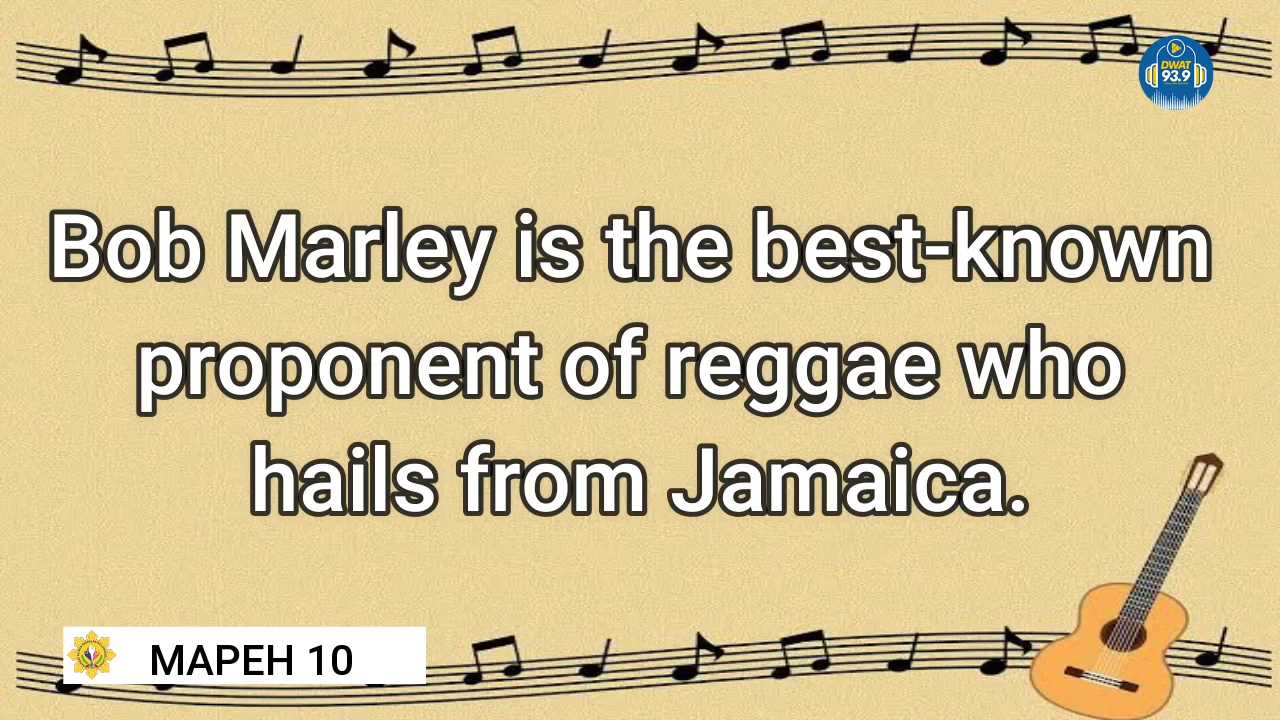 DWAT
93.9
Bob Marley is the best-known
proponent of reggae who
hails from Jamaica.
MAPEH 10